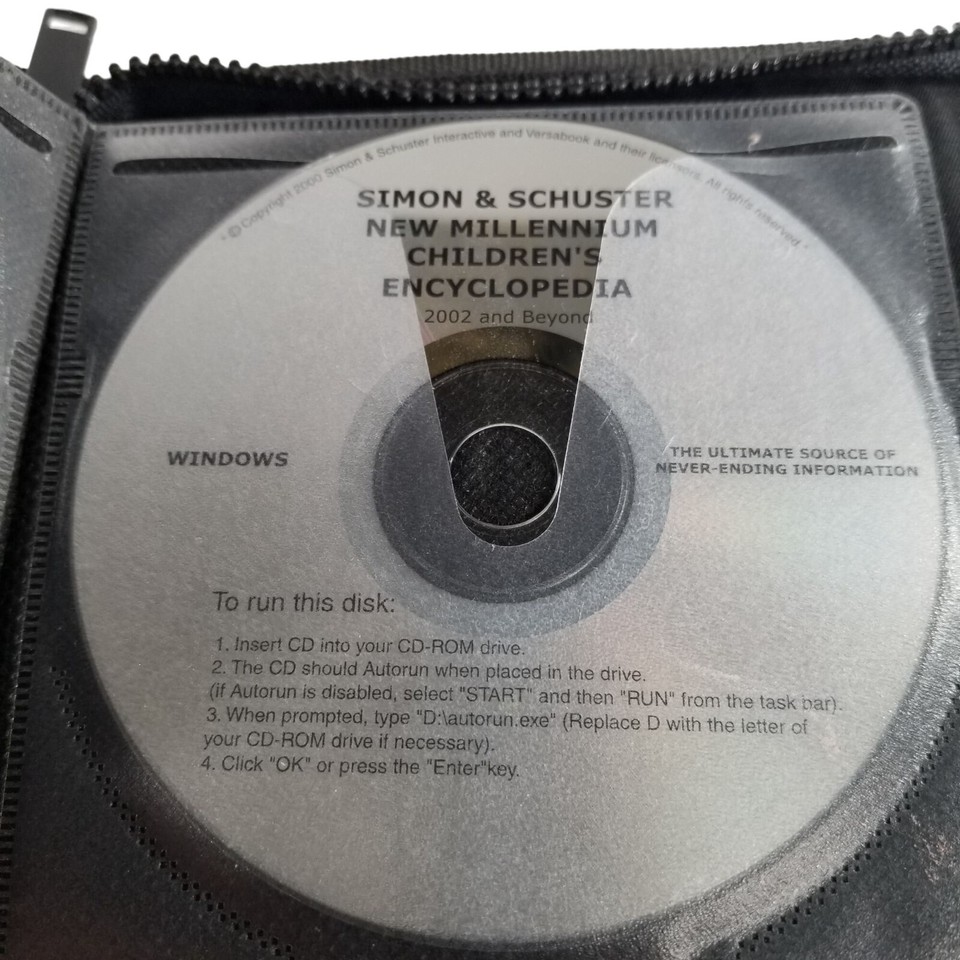 " © Copyright 2000 Simon & Schuster Interactive and Versabook and their licensers. All rights reserved "
SIMON & SCHUSTER
NEW MILLENNIUM
CHILDREN'S
ENCYCLOPEDIA
2002 and Beyond
WINDOWS
THE ULTIMATE SOURCE OF
NEVER-ENDING INFORMATION
To run this disk:
1. Insert CD into your CD-ROM drive.
2. The CD should Autorun when placed in the drive.
(if Autorun is disabled, select "START" and then "RUN" from the task bar).
3. When prompted, type "D:\autorun.exe" (Replace D with the letter of
your CD-ROM drive if necessary).
4. Click "OK" or press the "Enter"key.